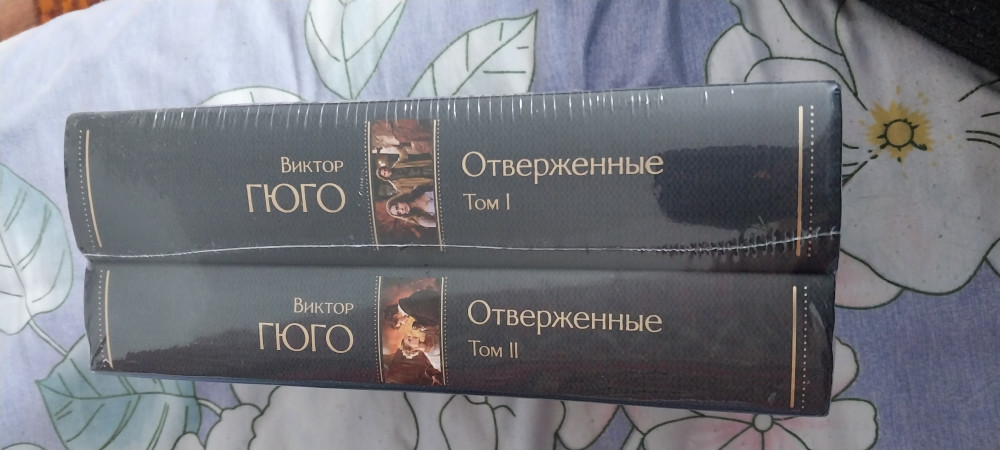 Виктор
ГЮГО
Отверженные
Том I
Виктор
ГЮГО
Отверженные
Том II